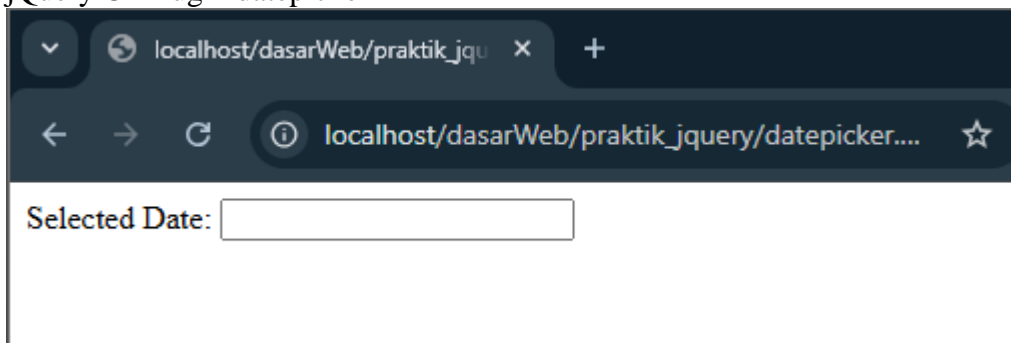 localhost/dasarWeb/praktik_jqu
localhost/dasarWeb/praktik_jquery/datepicker....
Selected Date: